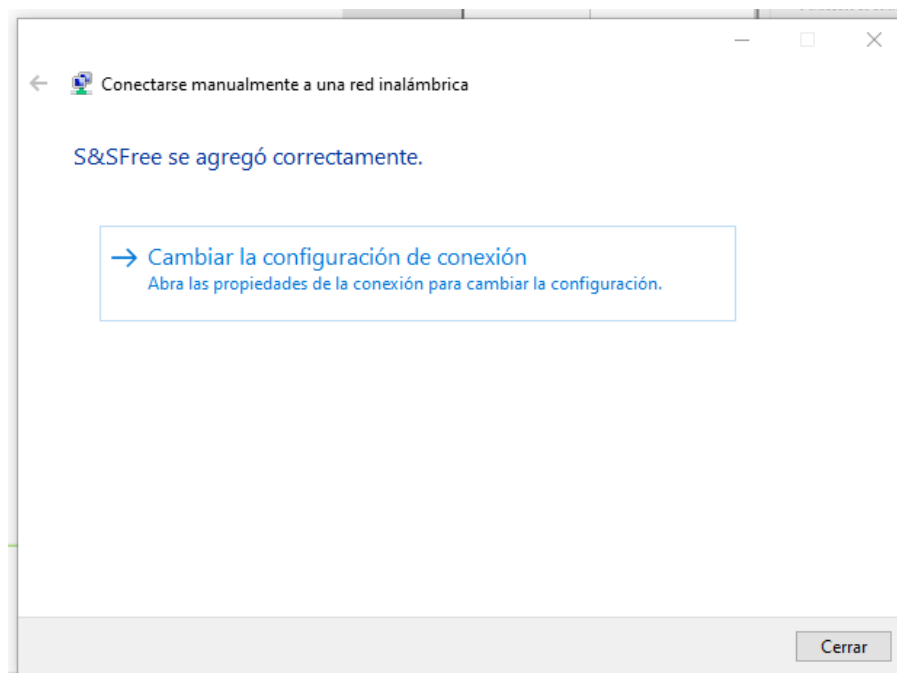 Conectarse manualmente a una red inalámbrica
S&SFree se agregó correctamente.
Cambiar la configuración de conexión
Abra las propiedades de la conexión para cambiar la configuración.
Cerrar